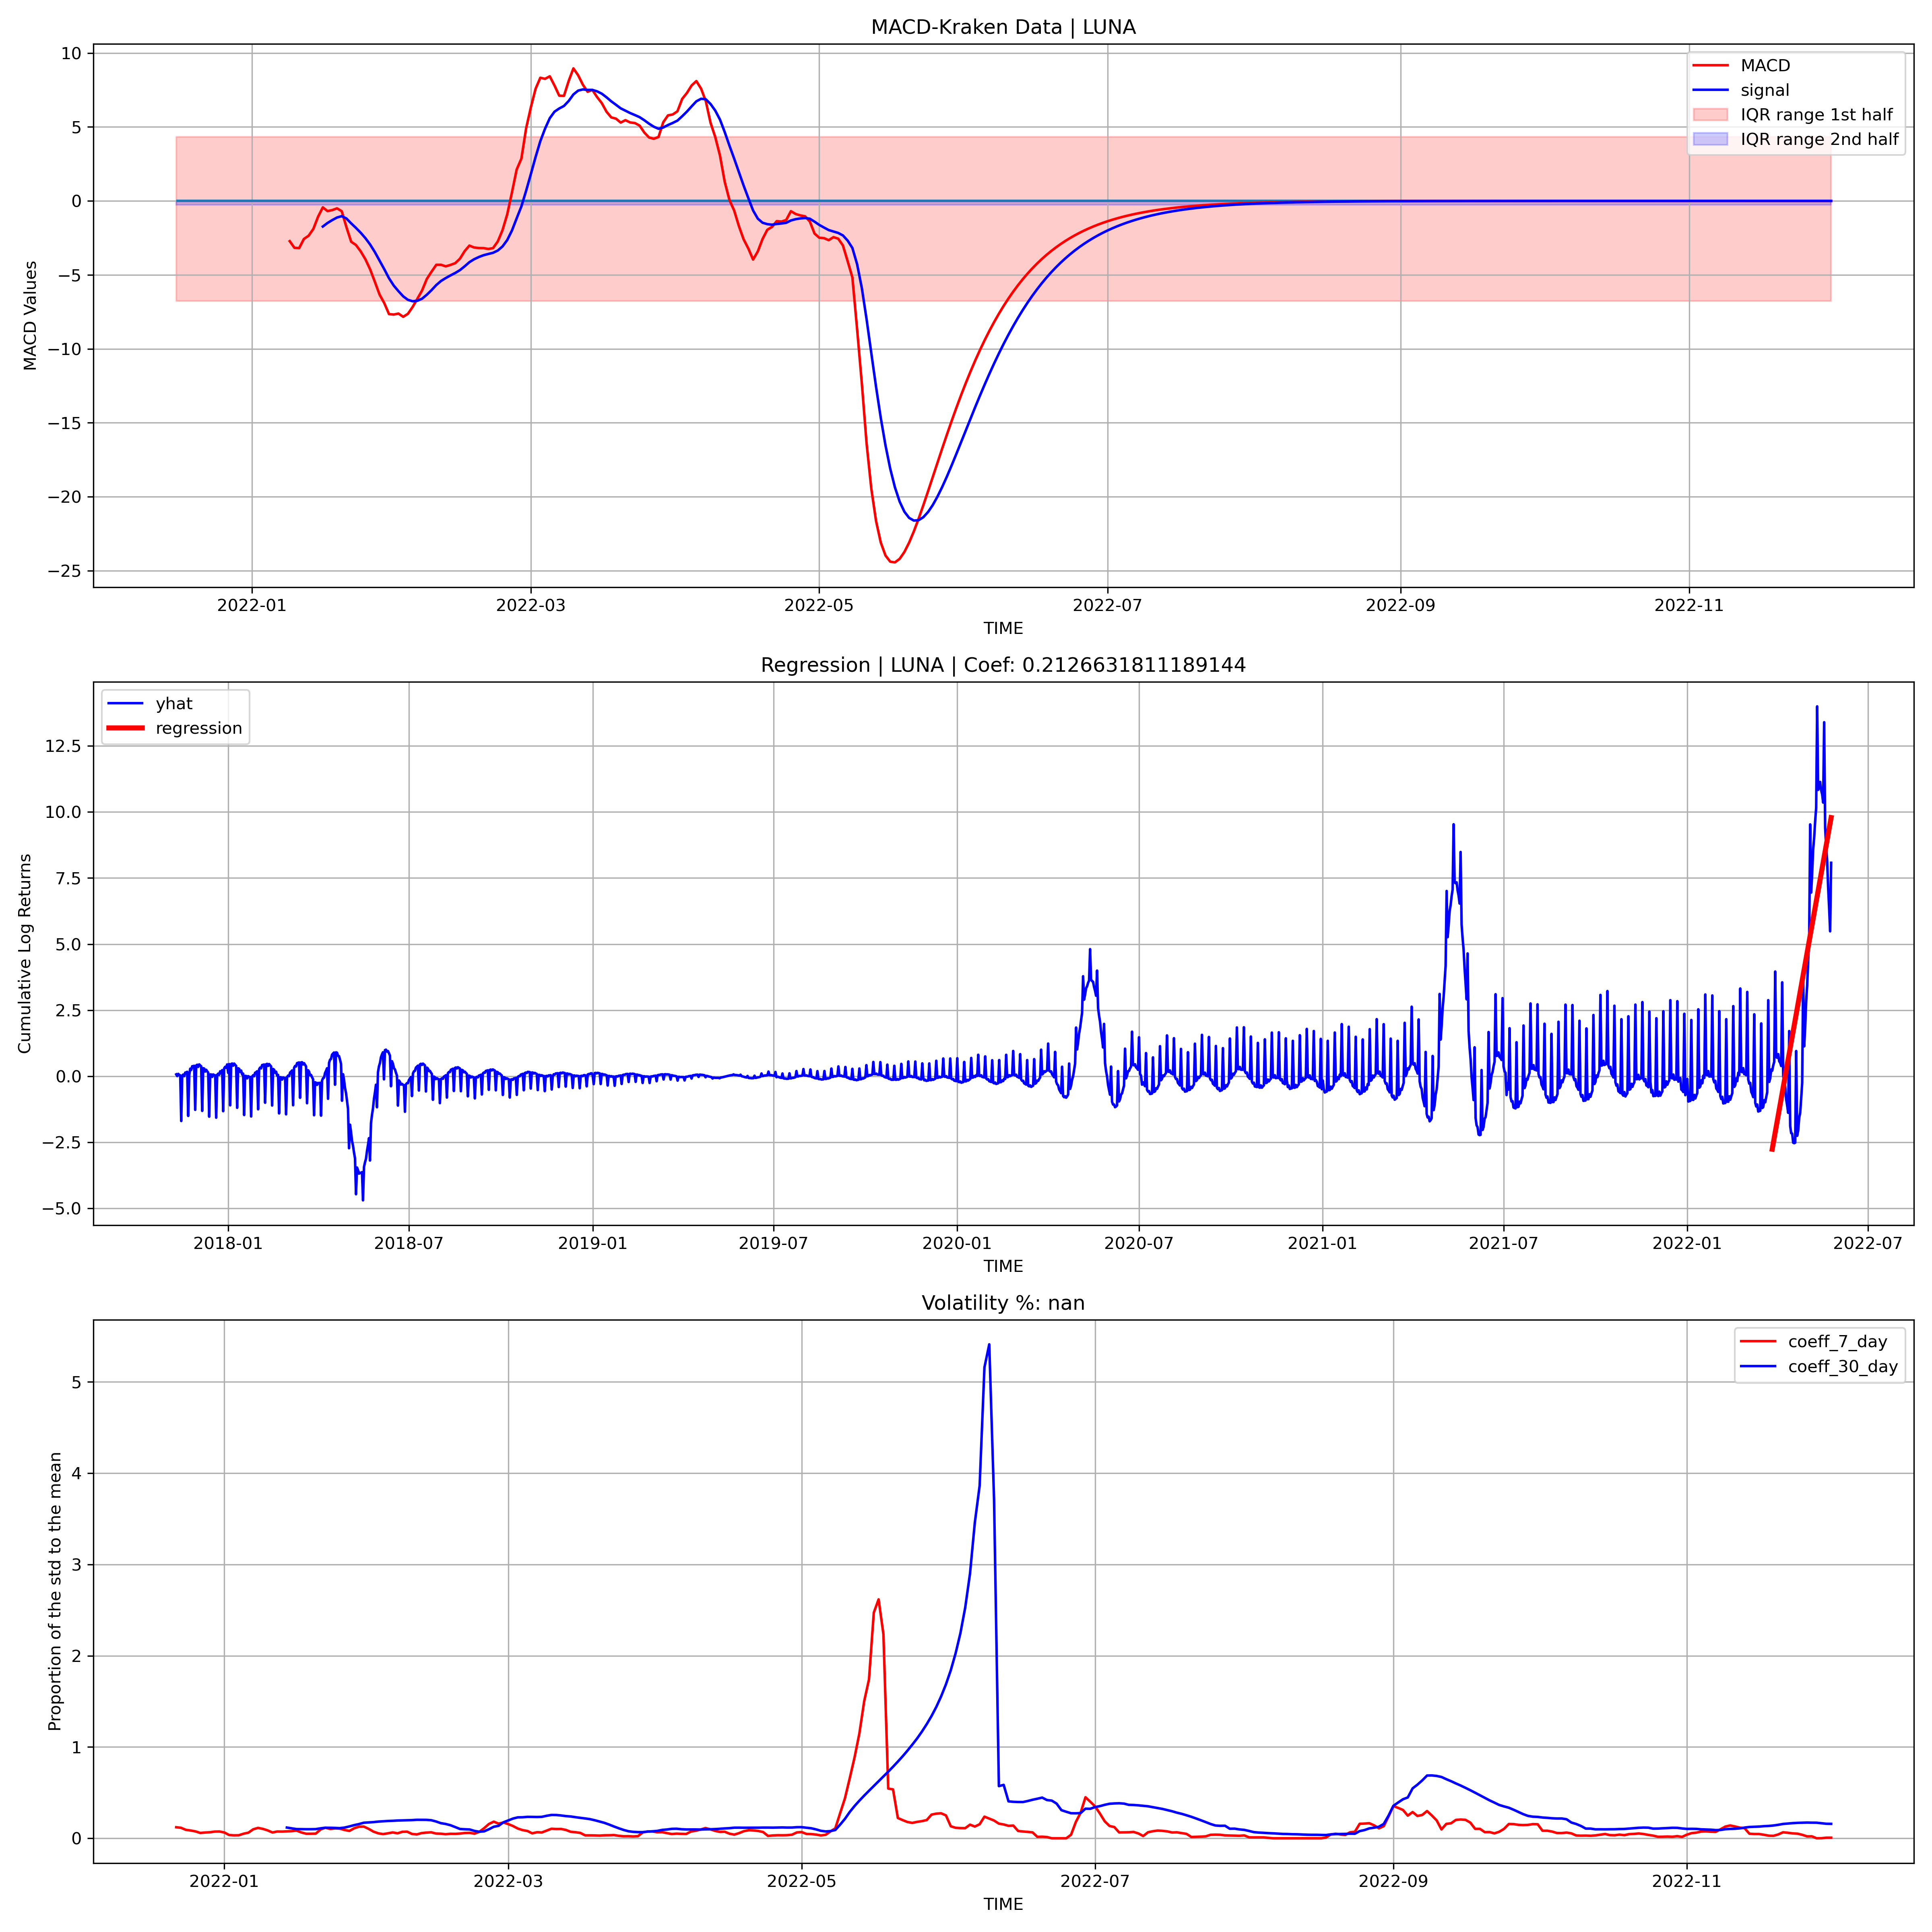 MACD-Kraken Data | LUNA
MACD
signal
IQR range 1st half
IQR range 2nd half
10
5
0
−5
−10
−15
−20
−25
MACD Values
2022-01 2022-03 2022-05 2022-07 2022-09 2022-11
TIME
Regression | LUNA | Coef: 0.2126631811189144
yhat
regression
12.5
10.0
7.5
5.0
2.5
0.0
−2.5
−5.0
Cumulative Log Returns
2018-01 2018-07 2019-01 2019-07 2020-01 2020-07 2021-01 2021-07 2022-01 2022-07
TIME
Volatility %: nan
coeff_7_day
coeff_30_day
5
4
3
2
1
0
Proportion of the std to the mean
2022-01 2022-03 2022-05 2022-07 2022-09 2022-11
TIME